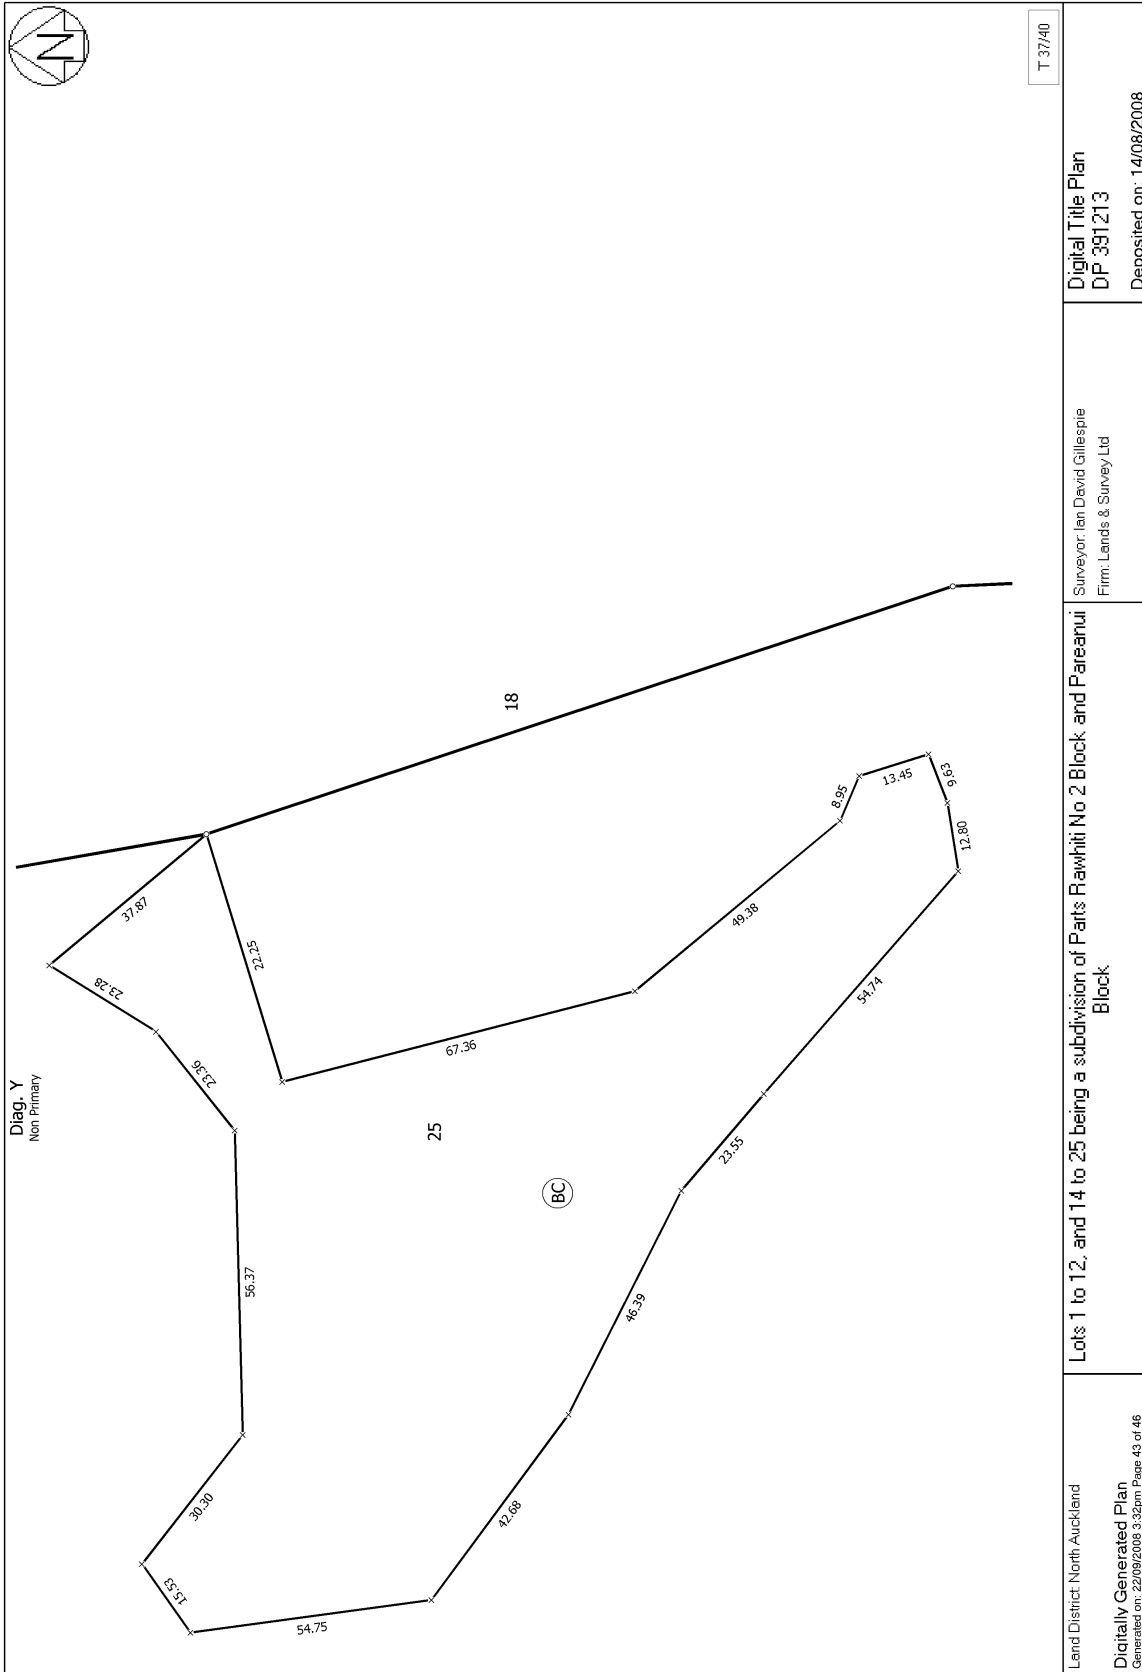 Diag. Y
Non Primary
N
T 37/40
37.87
23.28
23.36
22.25
56.37
67.36
30.30
15.53
54.75
42.68
46.39
23.55
54.74
49.38
8.95
13.45
9.63
12.80
18
25
BC
Land District: North Auckland
Digitally Generated Plan
Generated on: 22/09/2008 3:32pm Page 43 of 46
Lots 1 to 12, and 14 to 25 being a subdivision of Parts Rawhiti No 2 Block and Pareanui
Block
Surveyor: Ian David Gillespie
Firm: Lands & Survey Ltd
Digital Title Plan
DP 391213
Deposited on: 14/08/2008